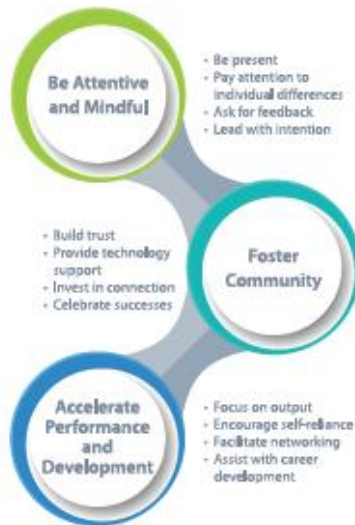 Be Attentive
and Mindful
• Be present
• Pay attention to
individual differences
• Ask for feedback
• Lead with intention
• Build trust
• Provide technology
support
• Invest in connection
• Celebrate successes
Foster
Community
Accelerate
Performance
and
Development
• Focus on output
• Encourage self-reliance
• Facilitate networking
• Assist with career
development